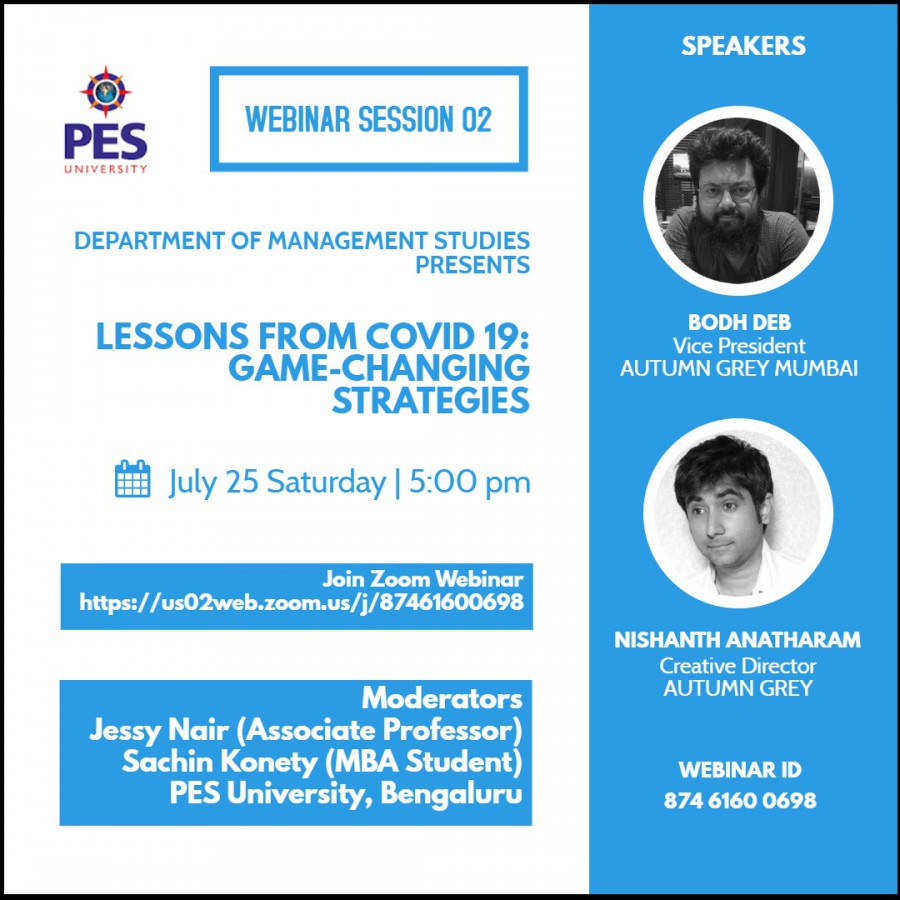 PES
UNIVERSITY
WEBINAR SESSION 02
DEPARTMENT OF MANAGEMENT STUDIES
PRESENTS
LESSONS FROM COVID 19:
GAME-CHANGING
STRATEGIES
July 25 Saturday | 5:00 pm
Join Zoom Webinar
https://us02web.zoom.us/j/87461600698
Moderators
Jessy Nair (Associate Professor)
Sachin Konety (MBA Student)
PES University, Bengaluru
SPEAKERS
BODH DEB
Vice President
AUTUMN GREY MUMBAI
NISHANTH ANATHARAM
Creative Director
AUTUMN GREY
WEBINAR ID
874 6160 0698